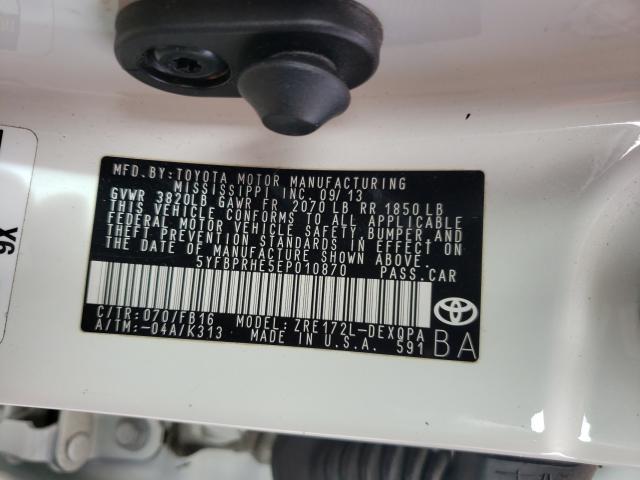 MFD.BY:TOYOTA MOTOR MANUFACTURING
MISSISSIPPI INC. 09/13
GVWR 3820LB GAWR FR 2070 LB RR 1850 LB
THIS VEHICLE CONFORMS TO ALL APPLICABLE
FEDERAL MOTOR VEHICLE SAFETY, BUMPER AND
THEFT PREVENTION STANDARDS IN EFFECT ON
THE DATE OF MANUFACTURE SHOWN ABOVE.
5YFBPRHE5EP010870 PASS.CAR
C/TR:070/FB16 MODEL: ZRE172L-DEXQPA
A/TM:-04A/K313 MADE IN U.S.A. 591
BA